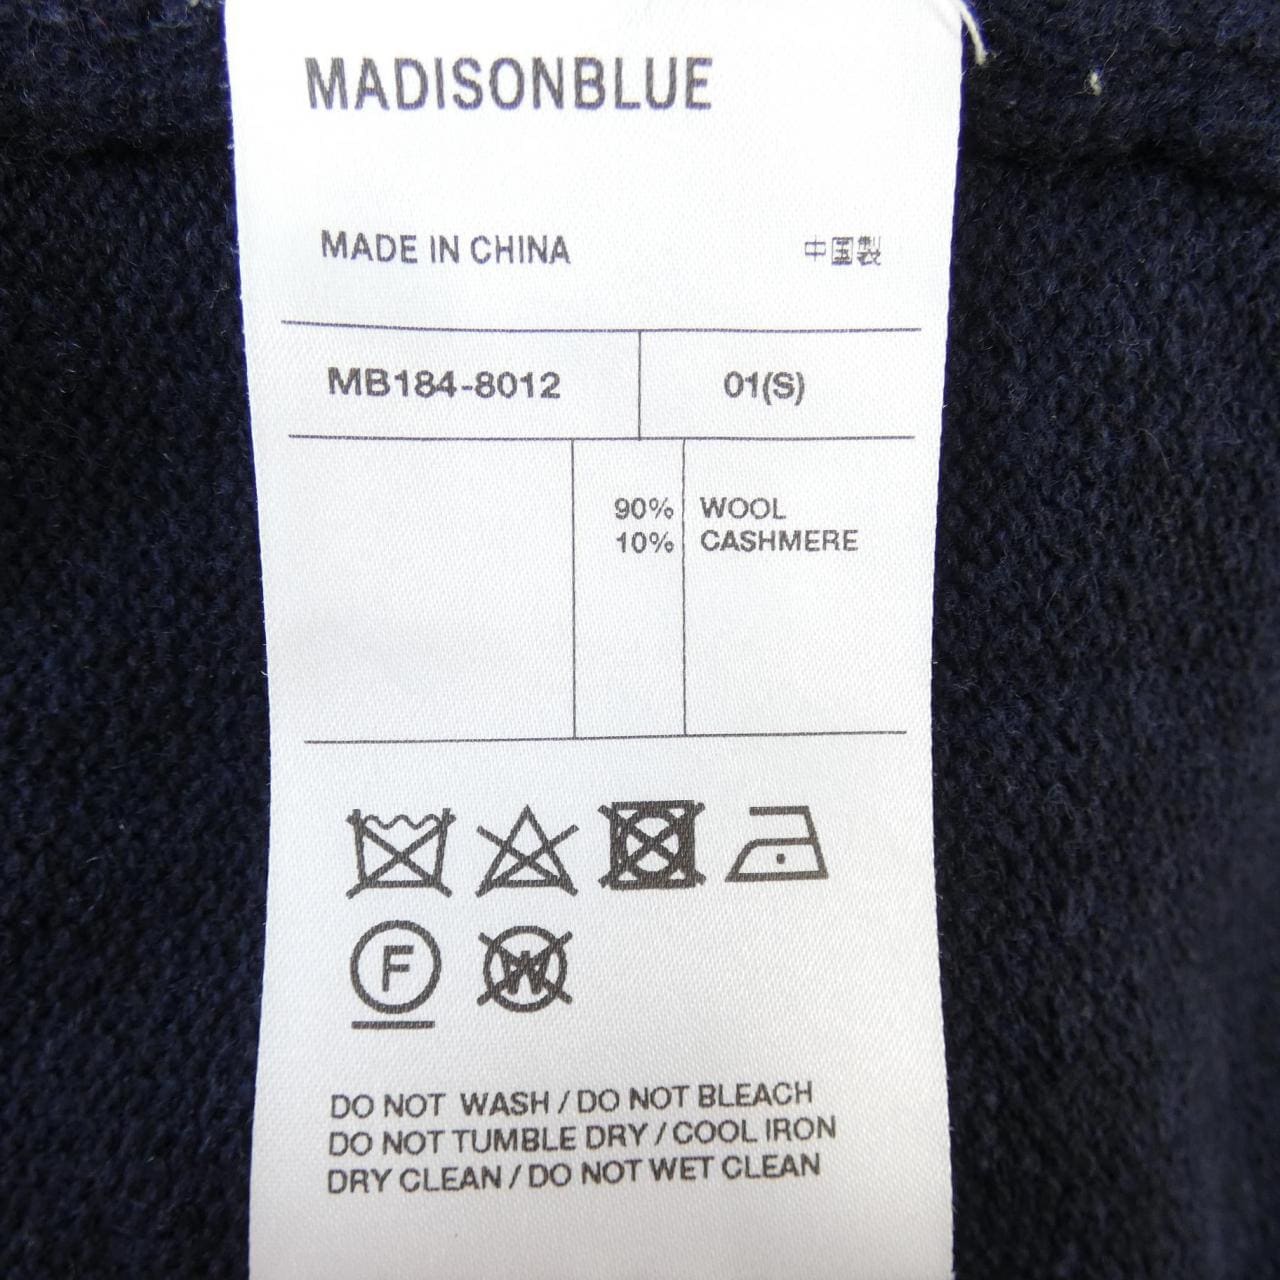 MADISONBLUE
MADE IN CHINA 中国製
MB184-8012 01(S)
90% WOOL
10% CASHMERE
F W
DO NOT WASH / DO NOT BLEACH
DO NOT TUMBLE DRY / COOL IRON
DRY CLEAN / DO NOT WET CLEAN